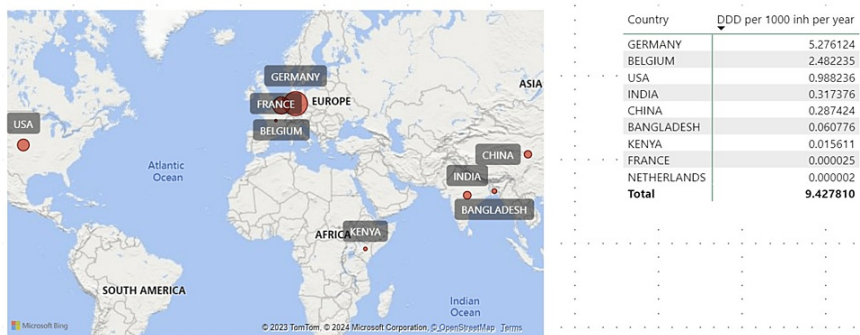 GERMANY
FRANCE
EUROPE
BELGIUM
USA
ASIA
Atlantic
Ocean
CHINA
INDIA
BANGLADESH
AFRICA
KENYA
SOUTH AMERICA
Indian
Ocean
Microsoft Bing
© 2023 TomTom, © 2024 Microsoft Corporation, © OpenStreetMap Terms
Country DDD per 1000 inh per year
GERMANY 5.276124
BELGIUM 2.482235
USA 0.988236
INDIA 0.317376
CHINA 0.287424
BANGLADESH 0.060776
KENYA 0.015611
FRANCE 0.000025
NETHERLANDS 0.000002
Total 9.427810